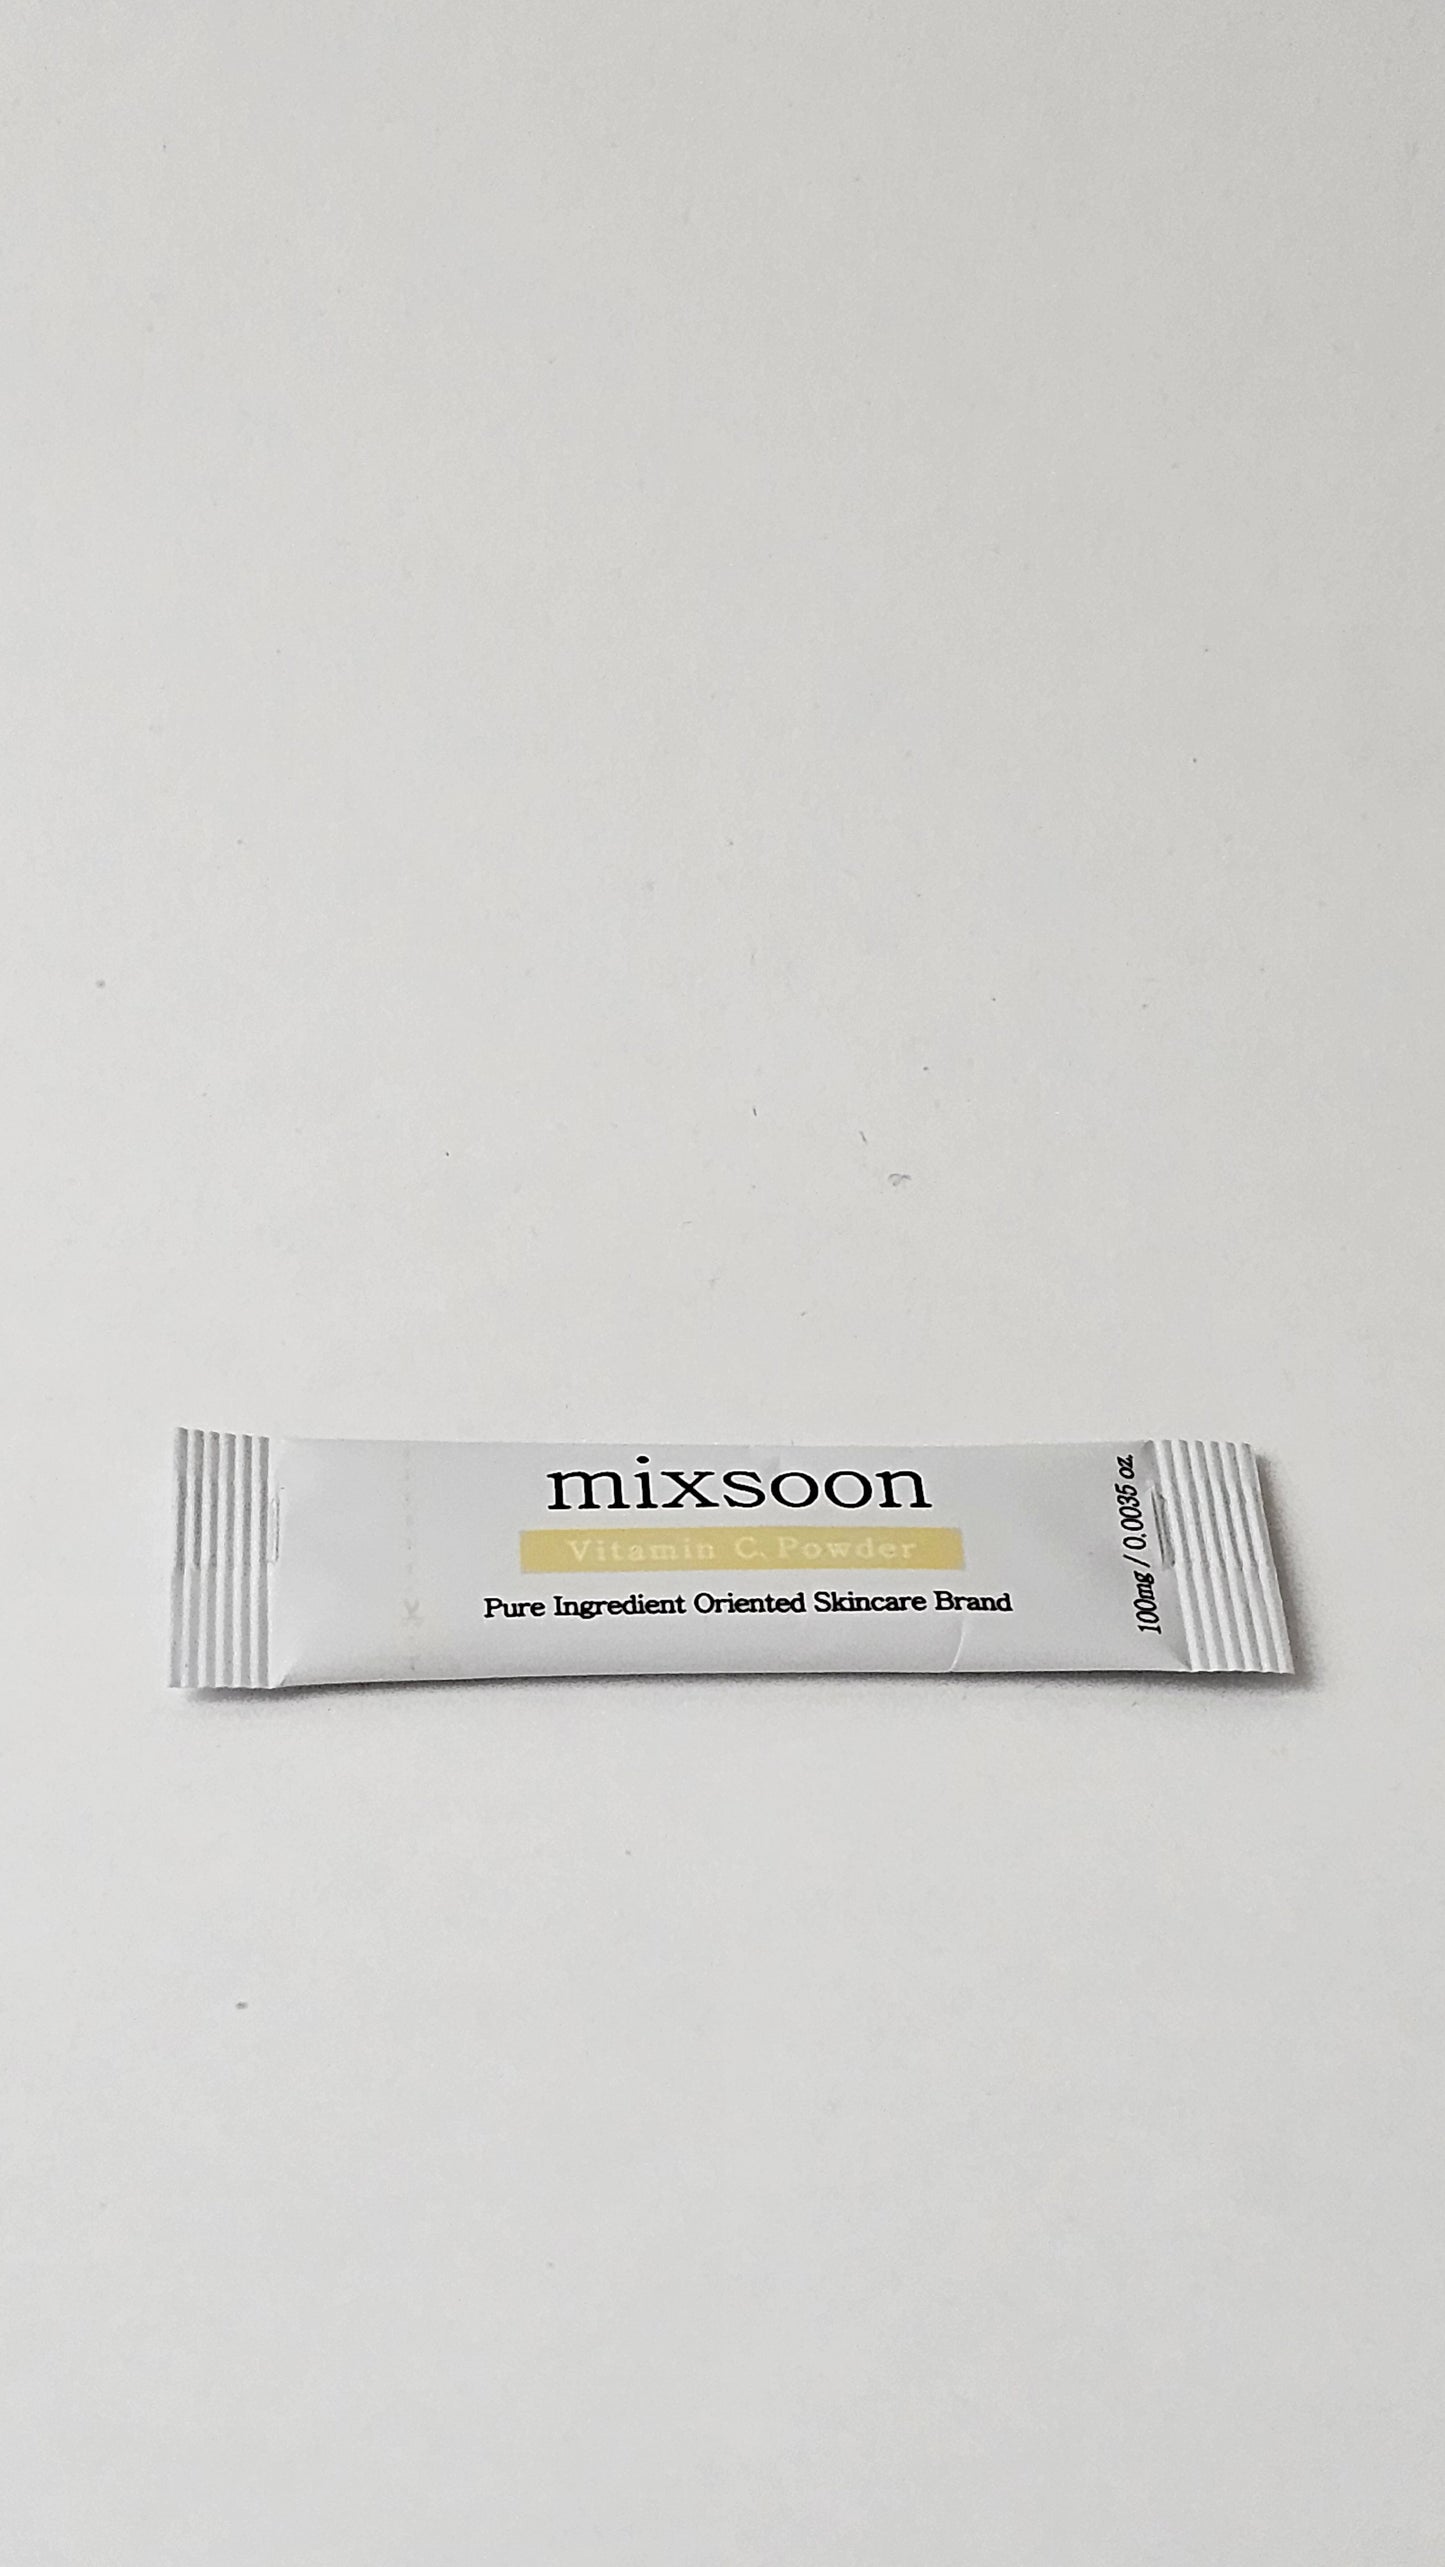 mixsoon
Vitamin C. Powder
Pure Ingredient Oriented Skincare Brand
100mg / 0.0035 oz.